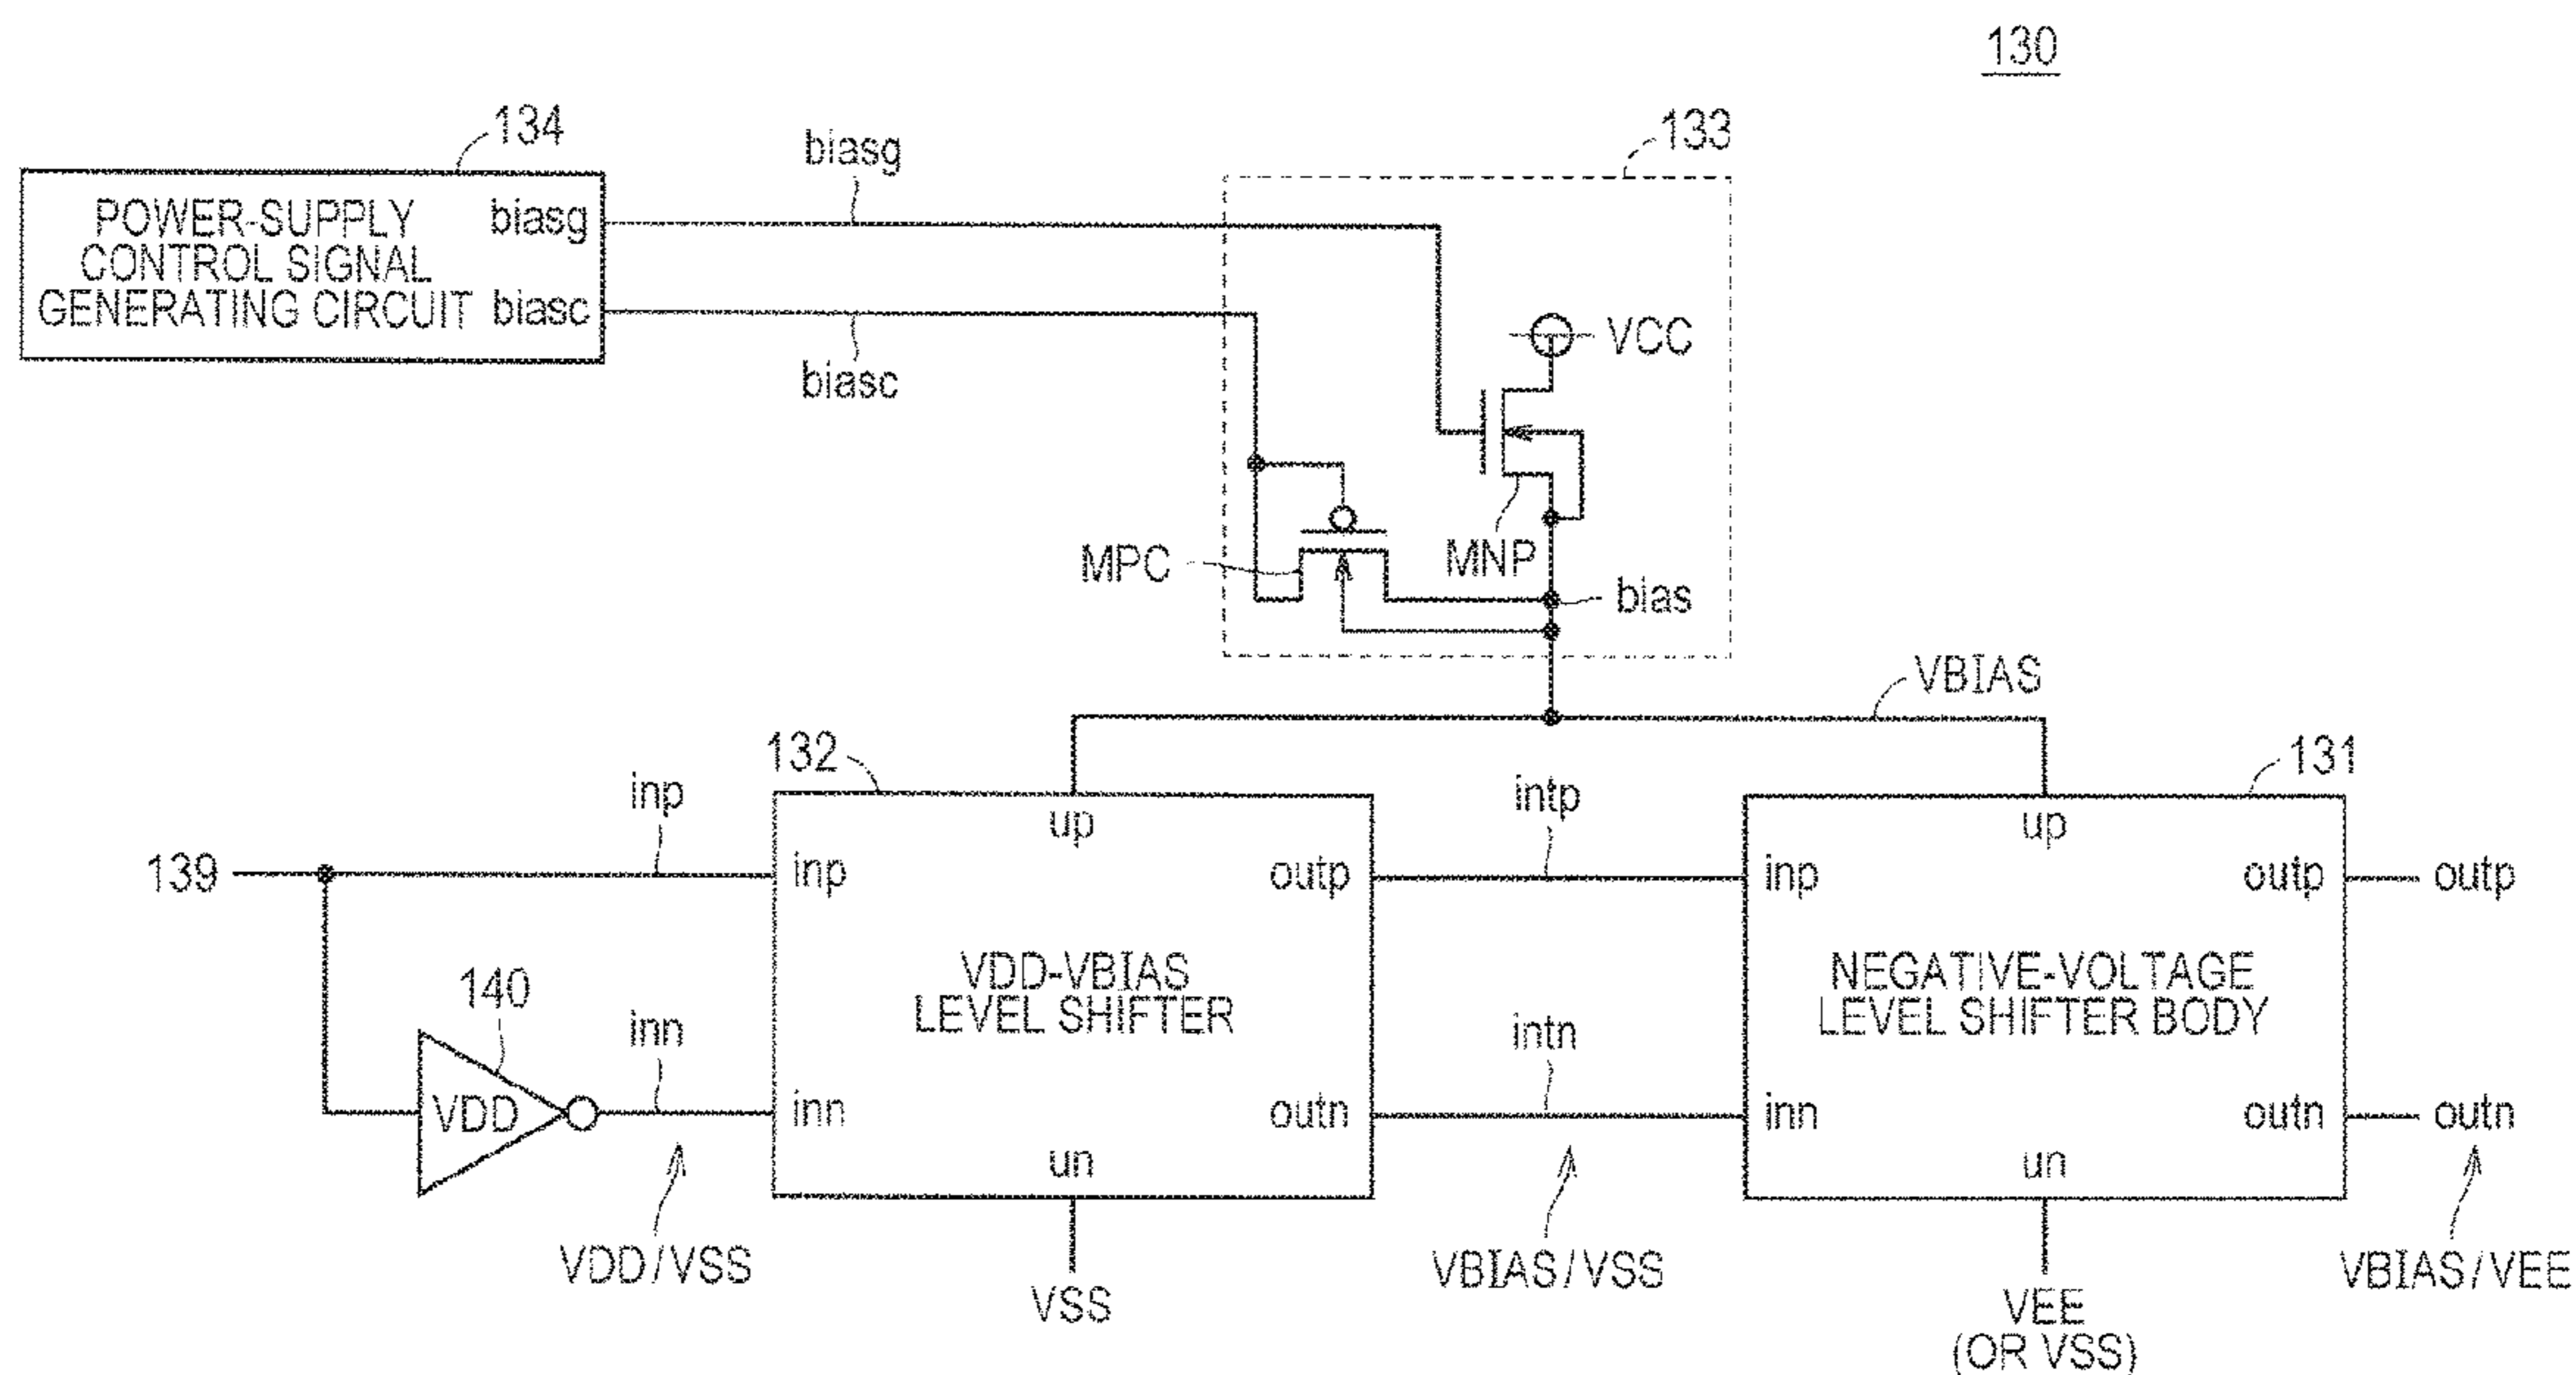 130
134
biasg
133
POWER-SUPPLY
CONTROL SIGNAL
GENERATING CIRCUIT
biasg
biasc
biasc
VCC
MPC
MNP
bias
VBIAS
132
131
inp
intp
139
up
inp
outp
VDD-VBIAS
LEVEL SHIFTER
inn
outn
un
up
inp
outp
outp
NEGATIVE-VOLTAGE
LEVEL SHIFTER BODY
inn
outn
outn
un
140
VDD
inn
intn
VDD/VSS
VSS
VBIAS/VSS
VEE
(OR VSS)
VBIAS/VEE